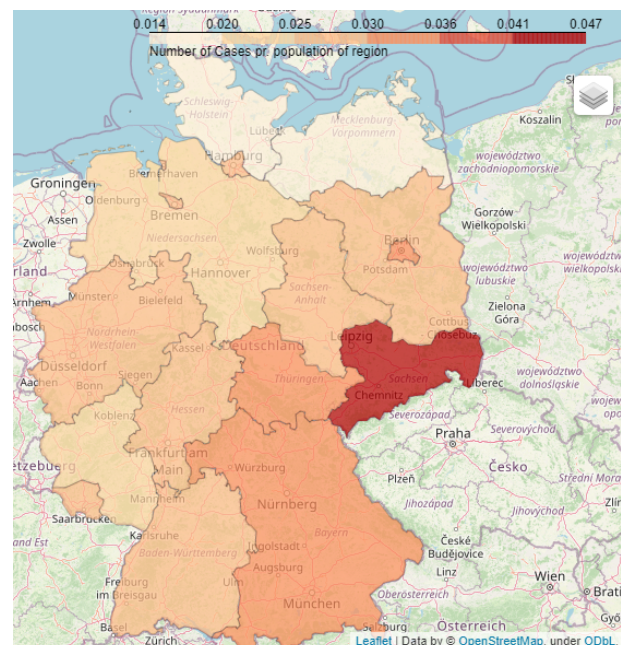 0.014 0.020 0.025 0.030 0.036 0.041 0.047
Number of Cases pr. population of region
Schleswig-
Holstein
Lübeck
Mecklenburg-
Vorpommern
Koszalin
Hamburg
województwo
zachodniopomorskie
Groningen
Bremerhaven
Assen
Oldenburg
Bremen
Gorzów
Wielkopolski
Zwolle
Niedersachsen
Wolfsburg
Berlin
Osnabrück
Hannover
Potsdam
województwo
lubuskie
Sachsen-
Anhalt
Arnhem
Münster
Bielefeld
Zielona
Góra
Cottbus
Chóśebuz
Nordrhein-
Westfalen
Kassel
Deutschland
Leipzig
Düsseldorf
Siegen
Thüringen
Sachsen
Chemnitz
Liberec
województwo
dolnośląskie
Aachen
Bonn
Hessen
Koblenz
Severozápad
Severovýchod
Frankfurt am
Main
Praha
Česko
Würzburg
Plzeň
Střední Morava
Mannheim
Nürnberg
Jihozápad
Jihovýchod
Saarbrücken
Karlsruhe
Baden-Württemberg
Ingolstadt
Bayern
České
Budějovice
Augsburg
Linz
Freiburg
im Breisgau
Ulm
München
Oberösterreich
Wien
Basel
Zürich
Salzburg
Österreich
Leaflet | Data by © OpenStreetMap, under ODbL.